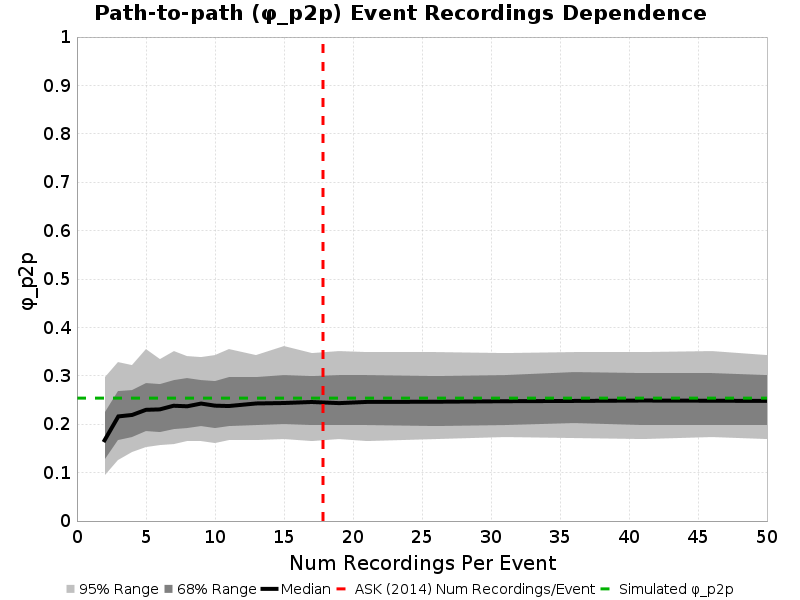 Path-to-path (φ_p2p) Event Recordings Dependence
1
0.9
0.8
0.7
0.6
0.5
0.4
0.3
0.2
0.1
0
φ_p2p
0 5 10 15 20 25 30 35 40 45 50
Num Recordings Per Event
95% Range 68% Range Median ASK (2014) Num Recordings/Event Simulated φ_p2p